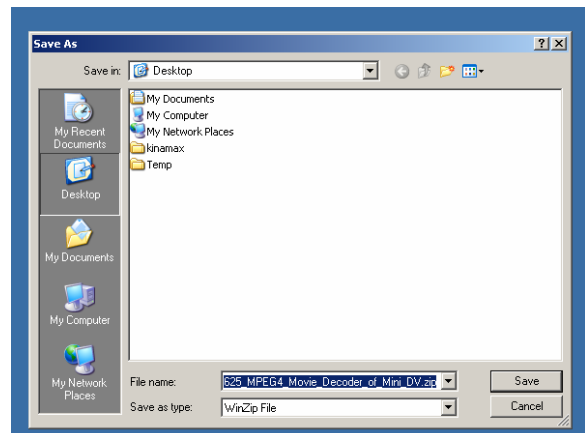 Save As
Save in:
Desktop
My Recent
Documents
Desktop
My Documents
My Computer
My Network
Places
My Documents
My Computer
My Network Places
kinamax
Temp
File name:
625_MPEG4_Movie_Decoder_of_Mini_DV.zip
Save
Save as type:
WinZip File
Cancel